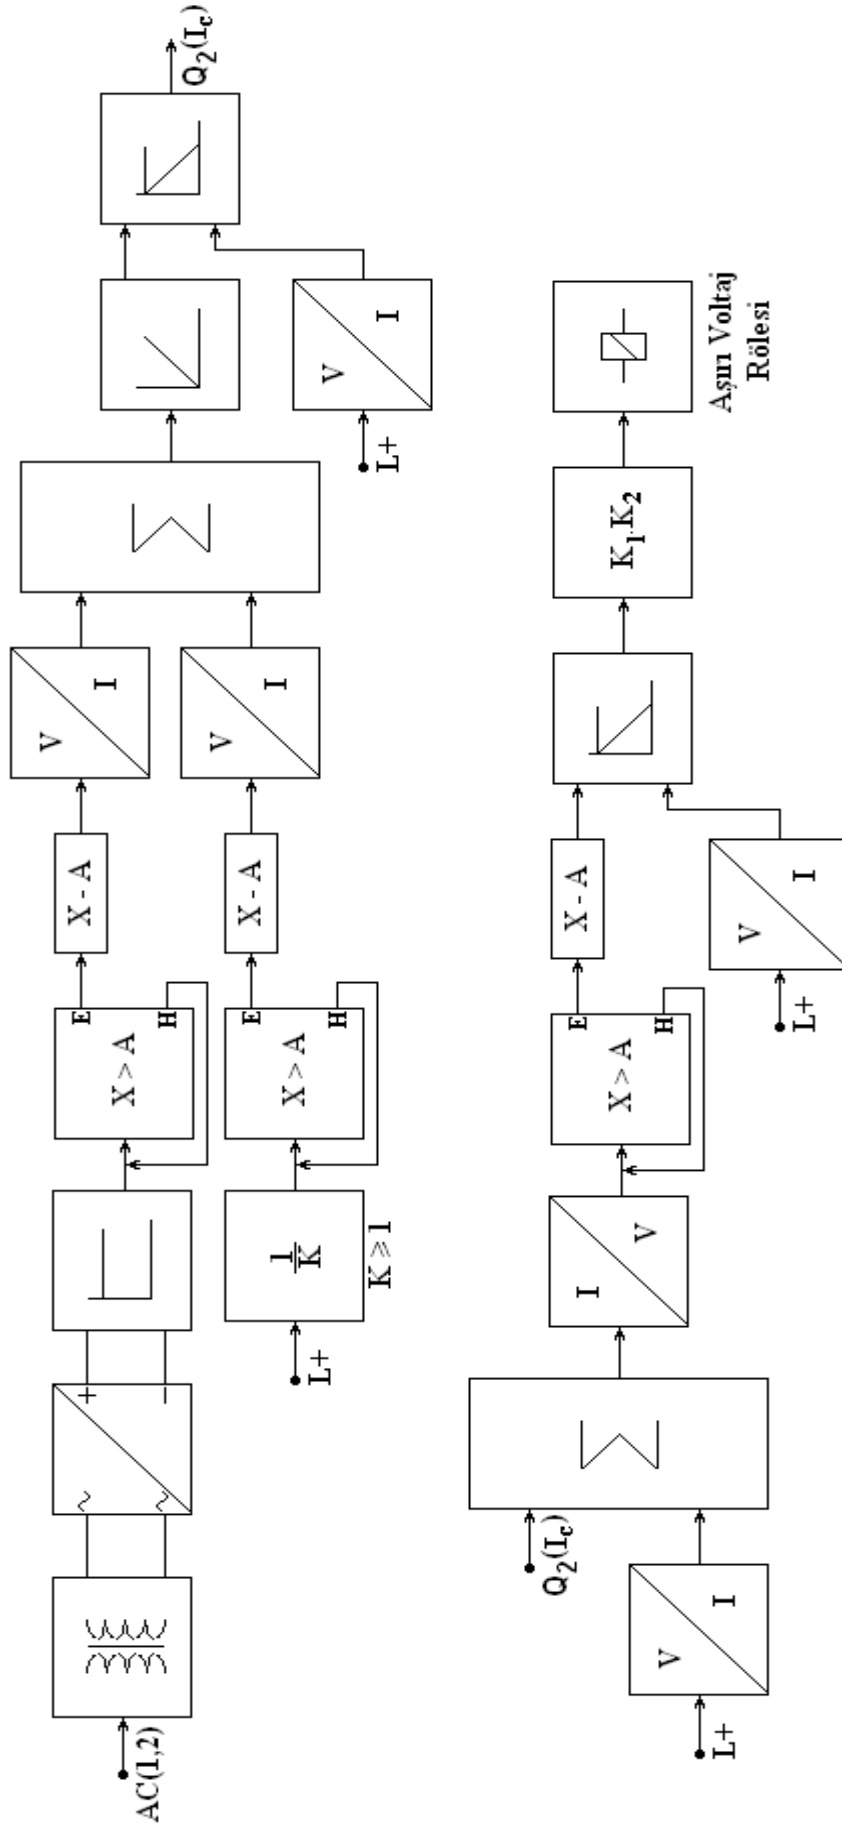 AC(1,2)
~
~
+
−
X > A
E
H
X - A
V
I
L+
1
K
K ⩾ 1
X > A
E
H
X - A
V
I
Σ
L+
V
I
Q2(Ic)
L+
V
I
Q2(Ic)
Σ
I
V
X > A
E
H
X - A
L+
V
I
K1.K2
Aşırı Voltaj
Rölesi